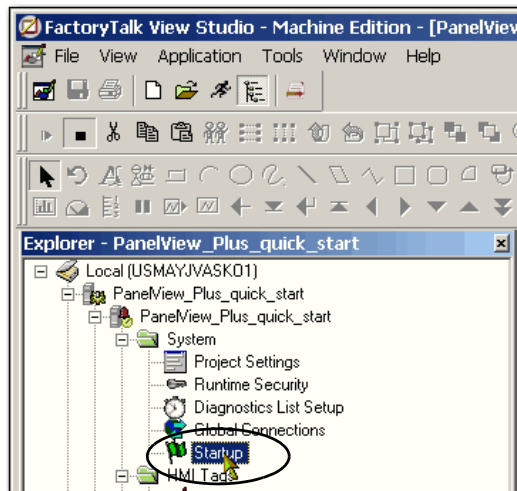 FactoryTalk View Studio - Machine Edition - [PanelView
File View Application Tools Window Help
Explorer - PanelView_Plus_quick_start
Local (USMAYJVASKO1)
PanelView_Plus_quick_start
PanelView_Plus_quick_start
System
Project Settings
Runtime Security
Diagnostics List Setup
Global Connections
Startup
HMI Tags